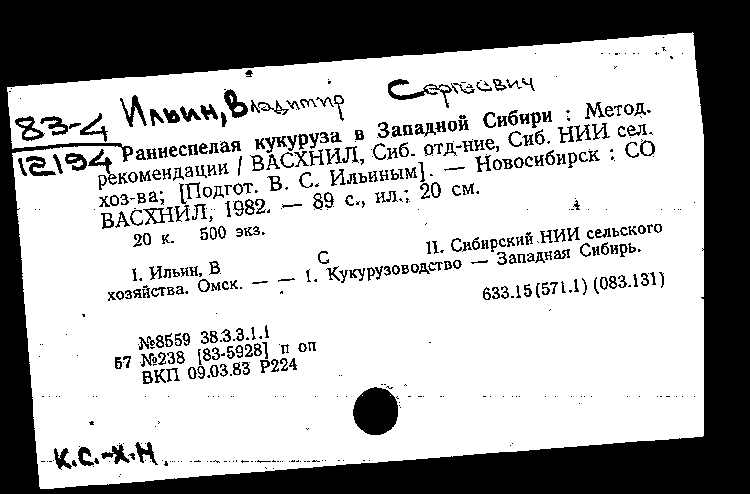 Ильин, Владимир Сергеевич
83-4
12194
Раннеспелая кукуруза в Западной Сибири : Метод.
рекомендации / ВАСХНИЛ, Сиб. отд-ние, Сиб. НИИ сел.
хоз-ва; [Подгот. В. С. Ильиным]. — Новосибирск : СО
ВАСХНИЛ, 1982. — 89 с., ил.; 20 см.
20 к. 500 экз.
I. Ильин, В С II. Сибирский НИИ сельского
хозяйства. Омск. — — 1. Кукурузоводство — Западная Сибирь.
633.15(571.1) (083.131)
№8559 38.3.3.1.1
57 №238 [83-5928] п оп
ВКП 09.03.83 Р224
К.С.-Х.Н.